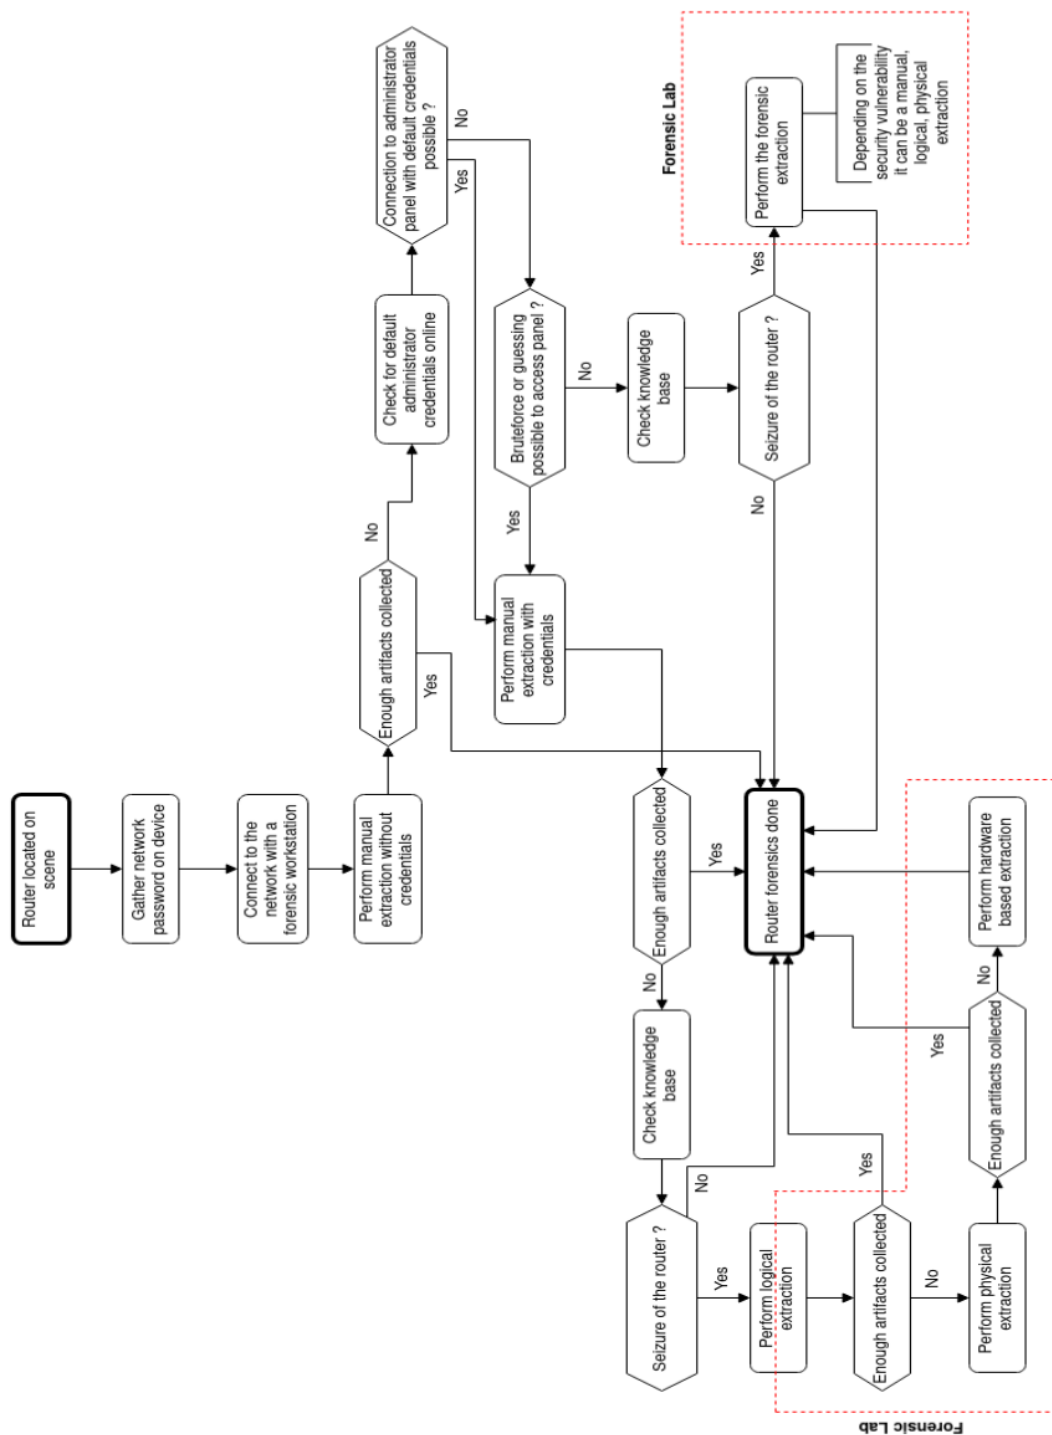 Router located on
scene
Gather network
password on device
Connect to the
network with a
forensic workstation
Perform manual
extraction without
credentials
Enough artifacts collected
No
Yes
Check for default
administrator
credentials online
Connection to administrator
panel with default credentials
possible ?
No
Yes
Bruteforce or guessing
possible to access panel ?
Yes
No
Perform manual
extraction with
credentials
Check knowledge
base
Seizure of the router ?
No
Yes
Forensic Lab
Perform the forensic
extraction
Depending on the
security vulnerability
it can be a manual,
logical, physical
extraction
Enough artifacts collected
Yes
No
Router forensics done
Check knowledge
base
Seizure of the router ?
No
Yes
Perform logical
extraction
Enough artifacts collected
Yes
No
Perform physical
extraction
Enough artifacts collected
Yes
No
Perform hardware
based extraction
Forensic Lab